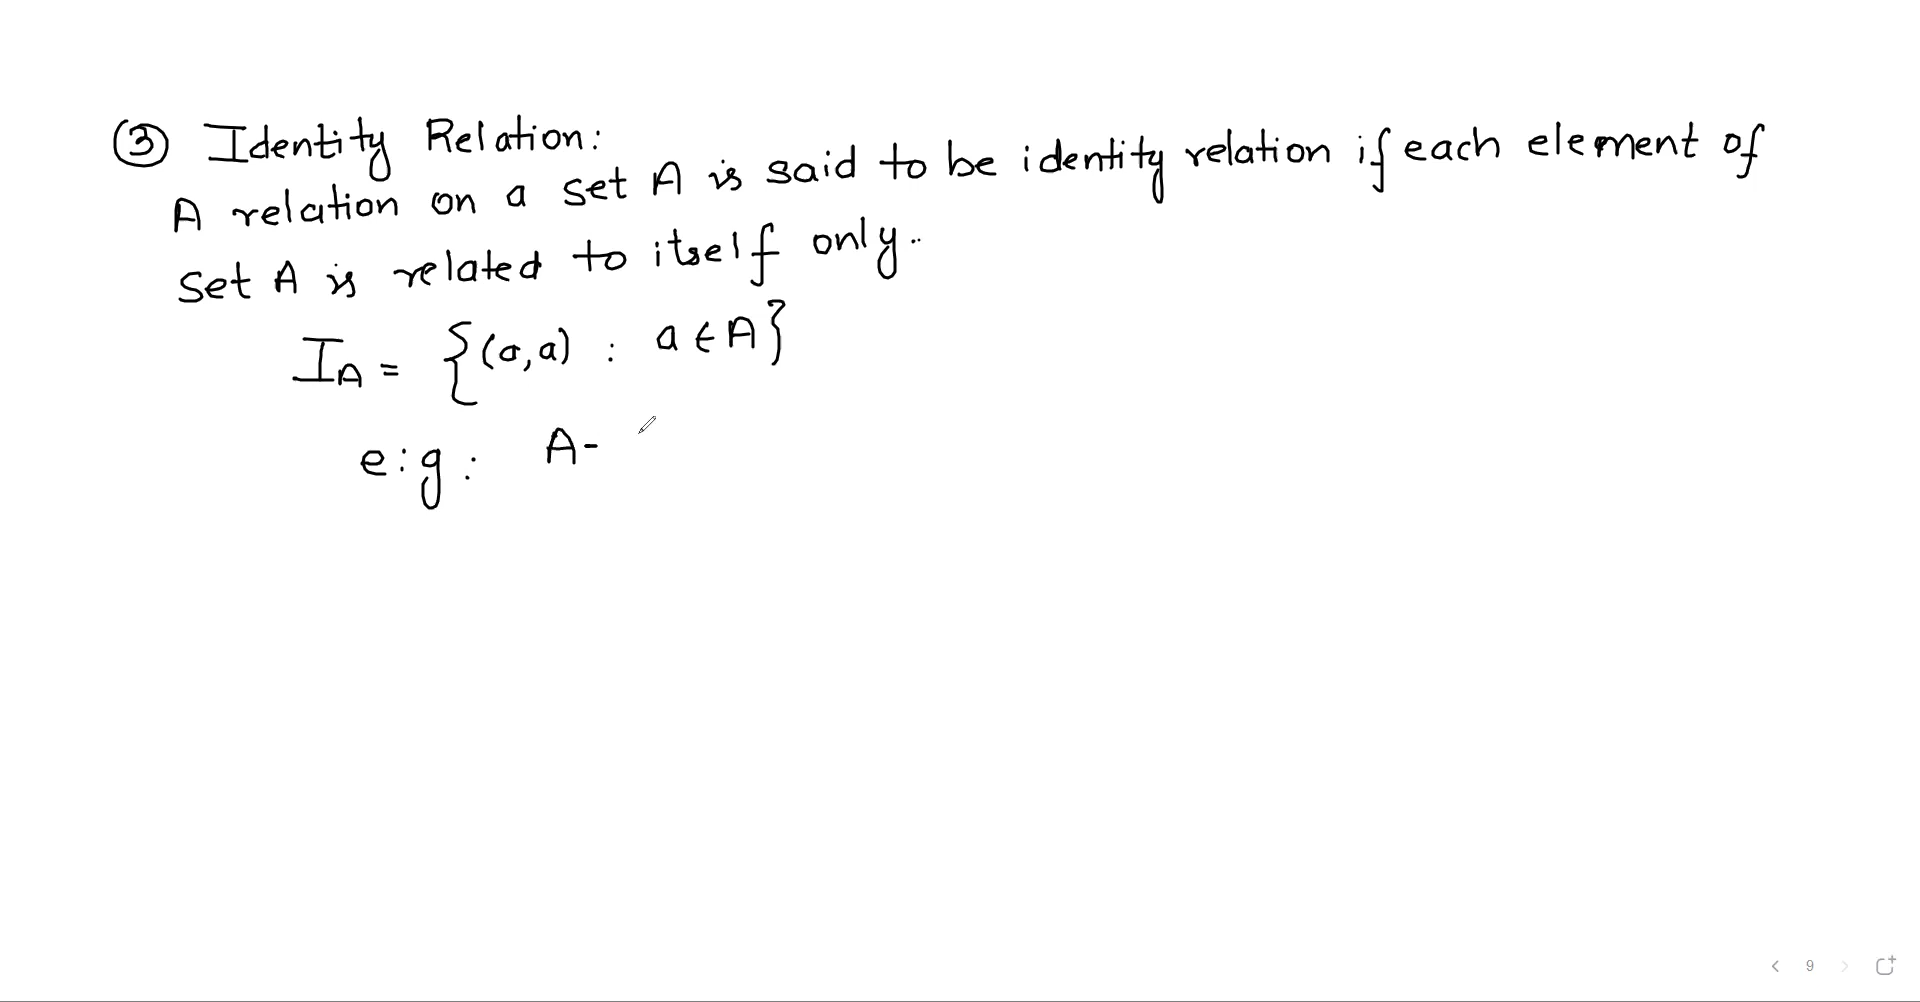 ③ Identity Relation:
A relation on a set A is said to be identity relation if each element of
set A is related to itself only..
I_A = {(a,a) : a ∈ A}
e:g: A-
9